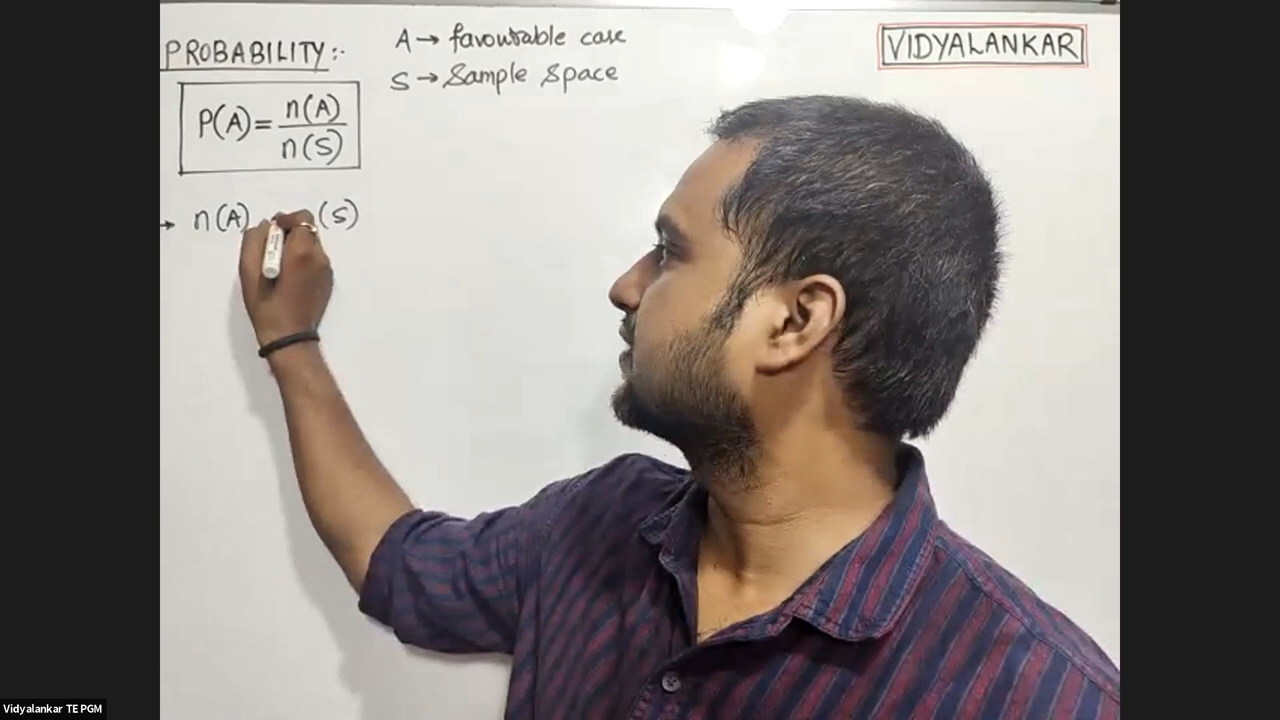 PROBABILITY:-
A → favourable case
S → Sample Space
VIDYALANKAR
P(A) = n(A)/n(S)
→ n(A) (S)
Vidyalankar TE PGM